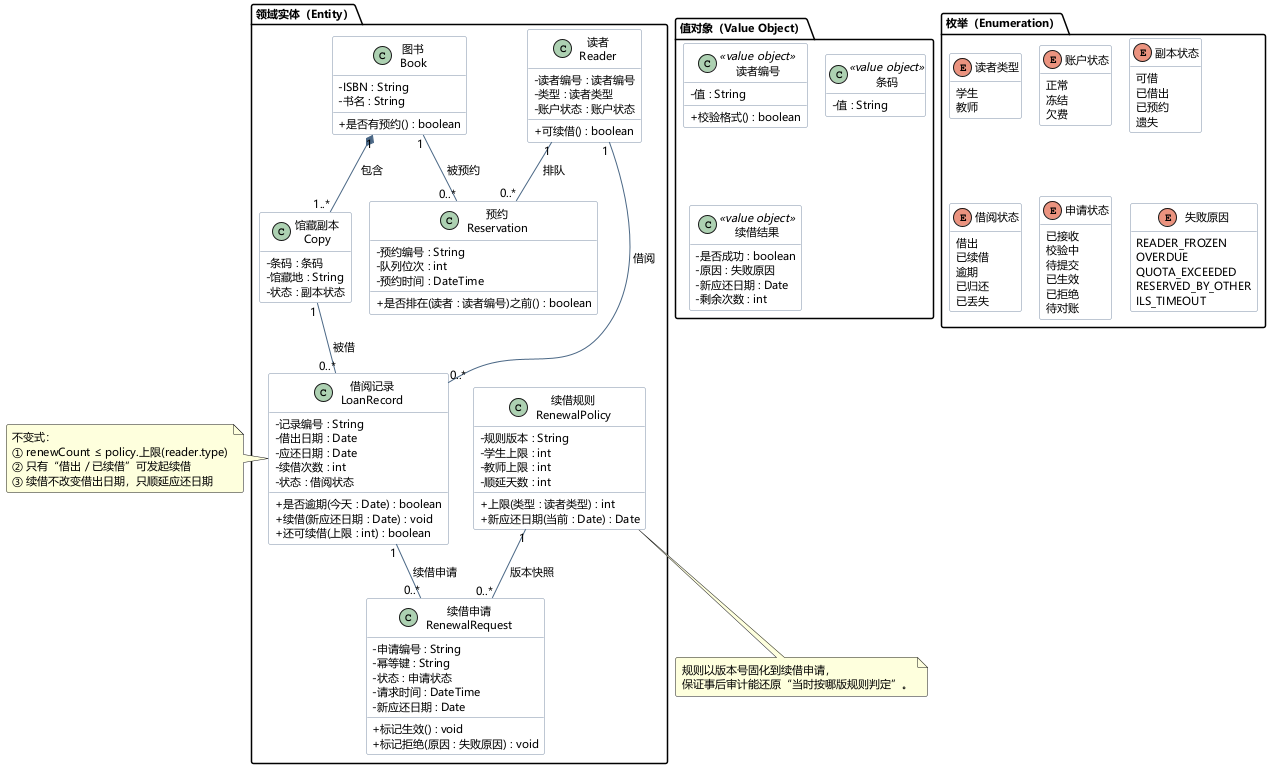 领域实体（Entity）
图书
Book
-ISBN : String
-书名 : String
+是否有预约() : boolean
读者
Reader
-读者编号 : 读者编号
-类型 : 读者类型
-账户状态 : 账户状态
+可续借() : boolean
1
1
1
1
包含
被预约
排队
借阅
1..*
0..*
0..*
馆藏副本
Copy
-条码 : 条码
-馆藏地 : String
-状态 : 副本状态
预约
Reservation
-预约编号 : String
-队列位次 : int
-预约时间 : DateTime
+是否排在(读者 : 读者编号)之前() : boolean
1
被借
0..*
0..*
借阅记录
LoanRecord
-记录编号 : String
-借出日期 : Date
-应还日期 : Date
-续借次数 : int
-状态 : 借阅状态
+是否逾期(今天 : Date) : boolean
+续借(新应还日期 : Date) : void
+还可续借(上限 : int) : boolean
续借规则
RenewalPolicy
-规则版本 : String
-学生上限 : int
-教师上限 : int
-顺延天数 : int
+上限(类型 : 读者类型) : int
+新应还日期(当前 : Date) : Date
不变式：
① renewCount ≤ policy.上限(reader.type)
② 只有“借出 / 已续借”可发起续借
③ 续借不改变借出日期，只顺延应还日期
1
1
续借申请
版本快照
0..*
0..*
续借申请
RenewalRequest
-申请编号 : String
-幂等键 : String
-状态 : 申请状态
-请求时间 : DateTime
-新应还日期 : Date
+标记生效() : void
+标记拒绝(原因 : 失败原因) : void
规则以版本号固化到续借申请，
保证事后审计能还原“当时按哪版规则判定”。
值对象（Value Object）
«value object»
读者编号
-值 : String
+校验格式() : boolean
«value object»
条码
-值 : String
«value object»
续借结果
-是否成功 : boolean
-原因 : 失败原因
-新应还日期 : Date
-剩余次数 : int
枚举（Enumeration）
读者类型
学生
教师
账户状态
正常
冻结
欠费
副本状态
可借
已借出
已预约
遗失
借阅状态
借出
已续借
逾期
已归还
已丢失
申请状态
已接收
校验中
待提交
已生效
已拒绝
待对账
失败原因
READER_FROZEN
OVERDUE
QUOTA_EXCEEDED
RESERVED_BY_OTHER
ILS_TIMEOUT